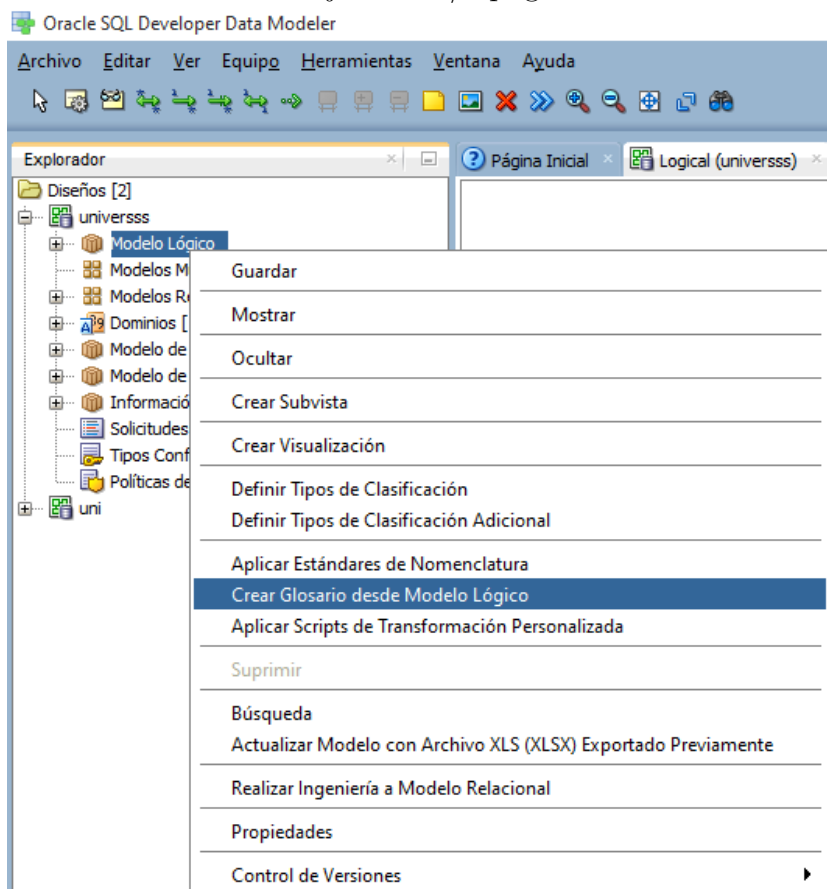 Oracle SQL Developer Data Modeler
Archivo Editar Ver Equipo Herramientas Ventana Ayuda
Explorador
Página Inicial
Logical (universss)
Diseños [2]
universss
Modelo Lógico
Modelos M
Modelos Re
Dominios [
Modelo de
Modelo de
Informació
Solicitudes
Tipos Conf
Políticas de
uni
Guardar
Mostrar
Ocultar
Crear Subvista
Crear Visualización
Definir Tipos de Clasificación
Definir Tipos de Clasificación Adicional
Aplicar Estándares de Nomenclatura
Crear Glosario desde Modelo Lógico
Aplicar Scripts de Transformación Personalizada
Suprimir
Búsqueda
Actualizar Modelo con Archivo XLS (XLSX) Exportado Previamente
Realizar Ingeniería a Modelo Relacional
Propiedades
Control de Versiones